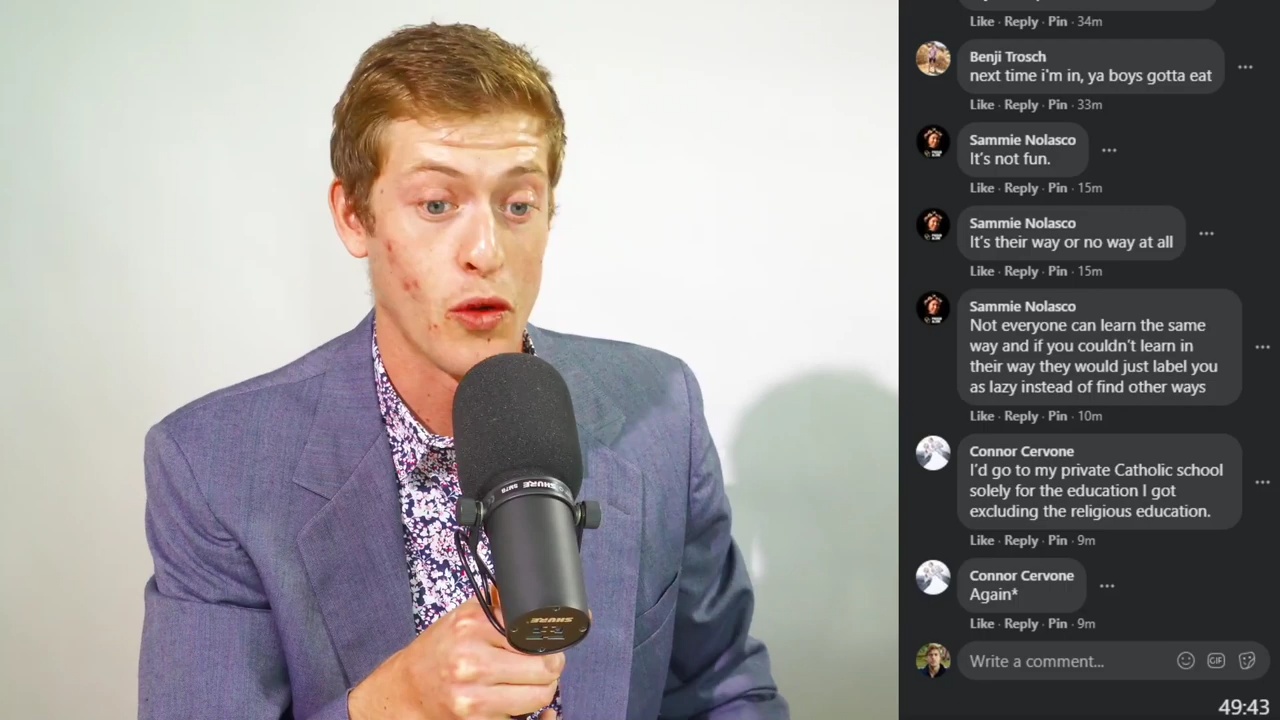 Like · Reply · Pin · 34m
Benji Trosch
next time i'm in, ya boys gotta eat
Like · Reply · Pin · 33m
Sammie Nolasco
It's not fun.
Like · Reply · Pin · 15m
Sammie Nolasco
It's their way or no way at all
Like · Reply · Pin · 15m
Sammie Nolasco
Not everyone can learn the same
way and if you couldn't learn in
their way they would just label you
as lazy instead of find other ways
Like · Reply · Pin · 10m
Connor Cervone
I'd go to my private Catholic school
solely for the education I got
excluding the religious education.
Like · Reply · Pin · 9m
Connor Cervone
Again*
Like · Reply · Pin · 9m
Write a comment...
GIF
49:43
SHURE SM7B
SHURE